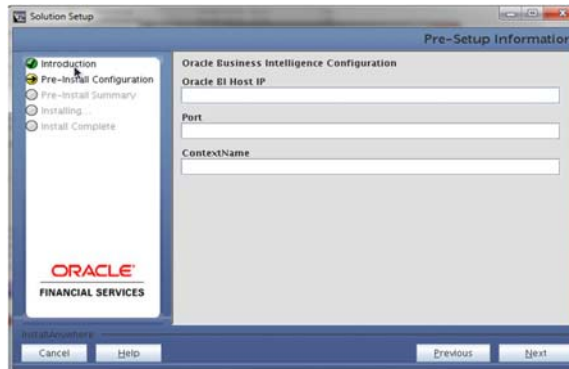 Solution Setup
Pre-Setup Information
Introduction
Pre-Install Configuration
Pre-Install Summary
Installing...
Install Complete
Oracle Business Intelligence Configuration
Oracle BI Host IP
Port
ContextName
ORACLE
FINANCIAL SERVICES
InstallAnywhere
Cancel
Help
Previous
Next